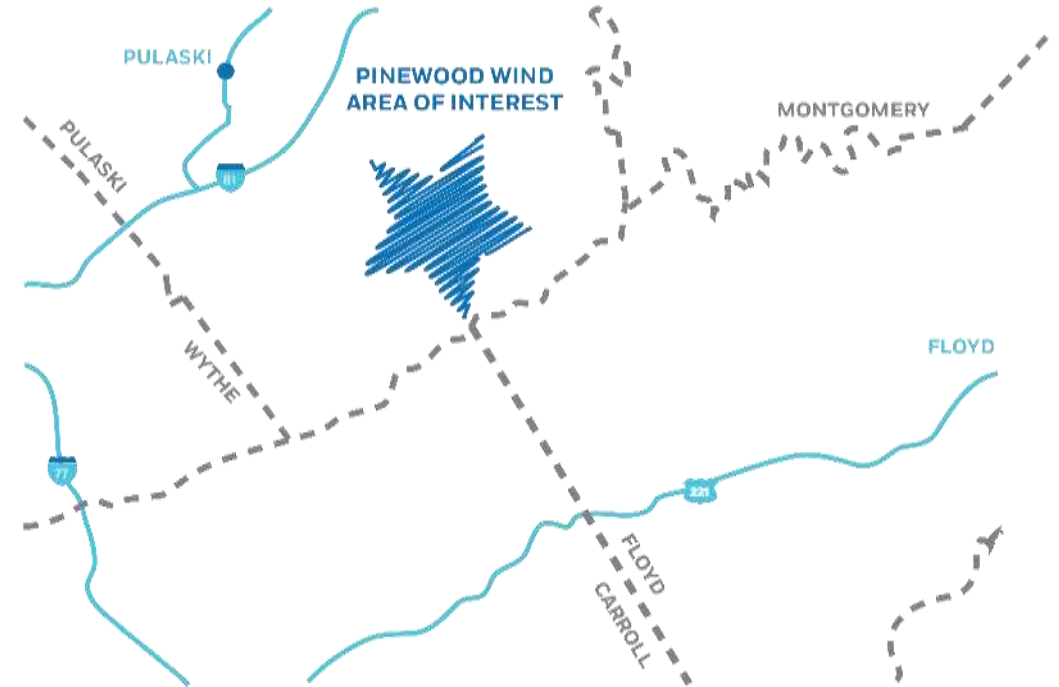 PULASKI
PINEWOOD WIND
AREA OF INTEREST
MONTGOMERY
PULASKI
81
WYTHE
FLOYD
77
221
FLOYD
CARROLL